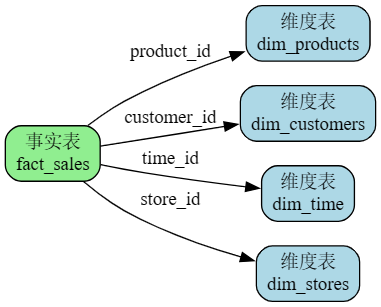 事实表
fact_sales
product_id
customer_id
time_id
store_id
维度表
dim_products
维度表
dim_customers
维度表
dim_time
维度表
dim_stores